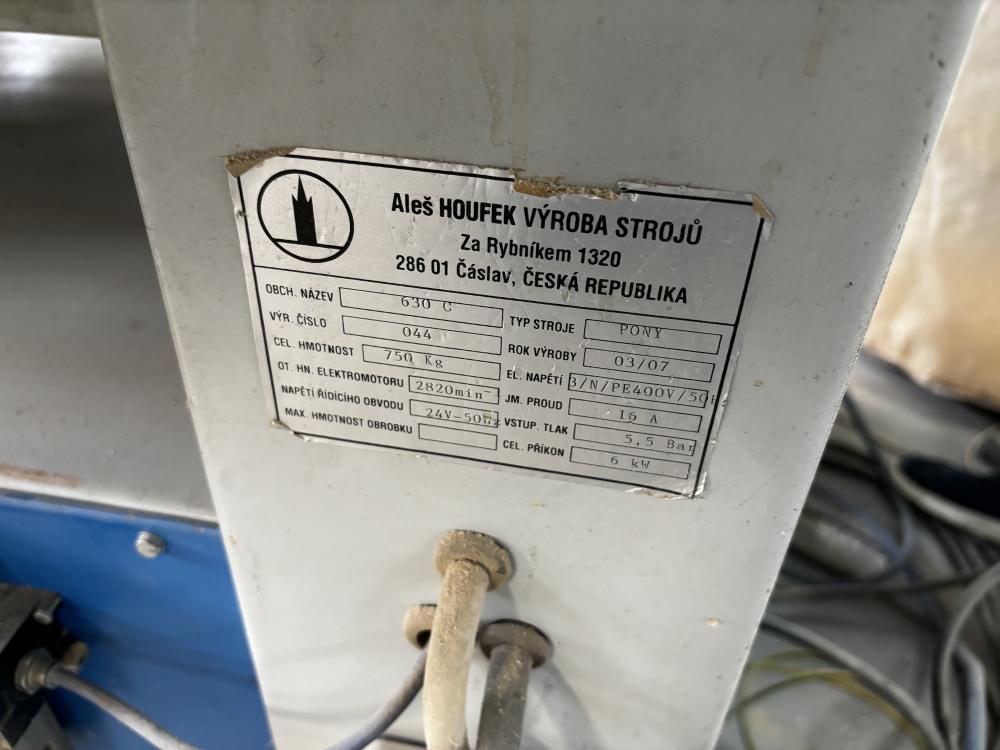 Aleš HOUFEK VÝROBA STROJŮ
Za Rybníkem 1320
286 01 Čáslav, ČESKÁ REPUBLIKA
OBCH. NÁZEV 630 C TYP STROJE PONY
VÝR. ČÍSLO 044 ROK VÝROBY 03/07
CEL. HMOTNOST 750 Kg EL. NAPĚTÍ 3/N/PE400V/50
OT. HN. ELEKTROMOTORU 2820min JM. PROUD 16 A
NAPĚTÍ ŘÍDÍCÍHO OBVODU 24V-50Hz VSTUP. TLAK 5,5 Bar
MAX. HMOTNOST OBROBKU CEL. PŘÍKON 6 kW